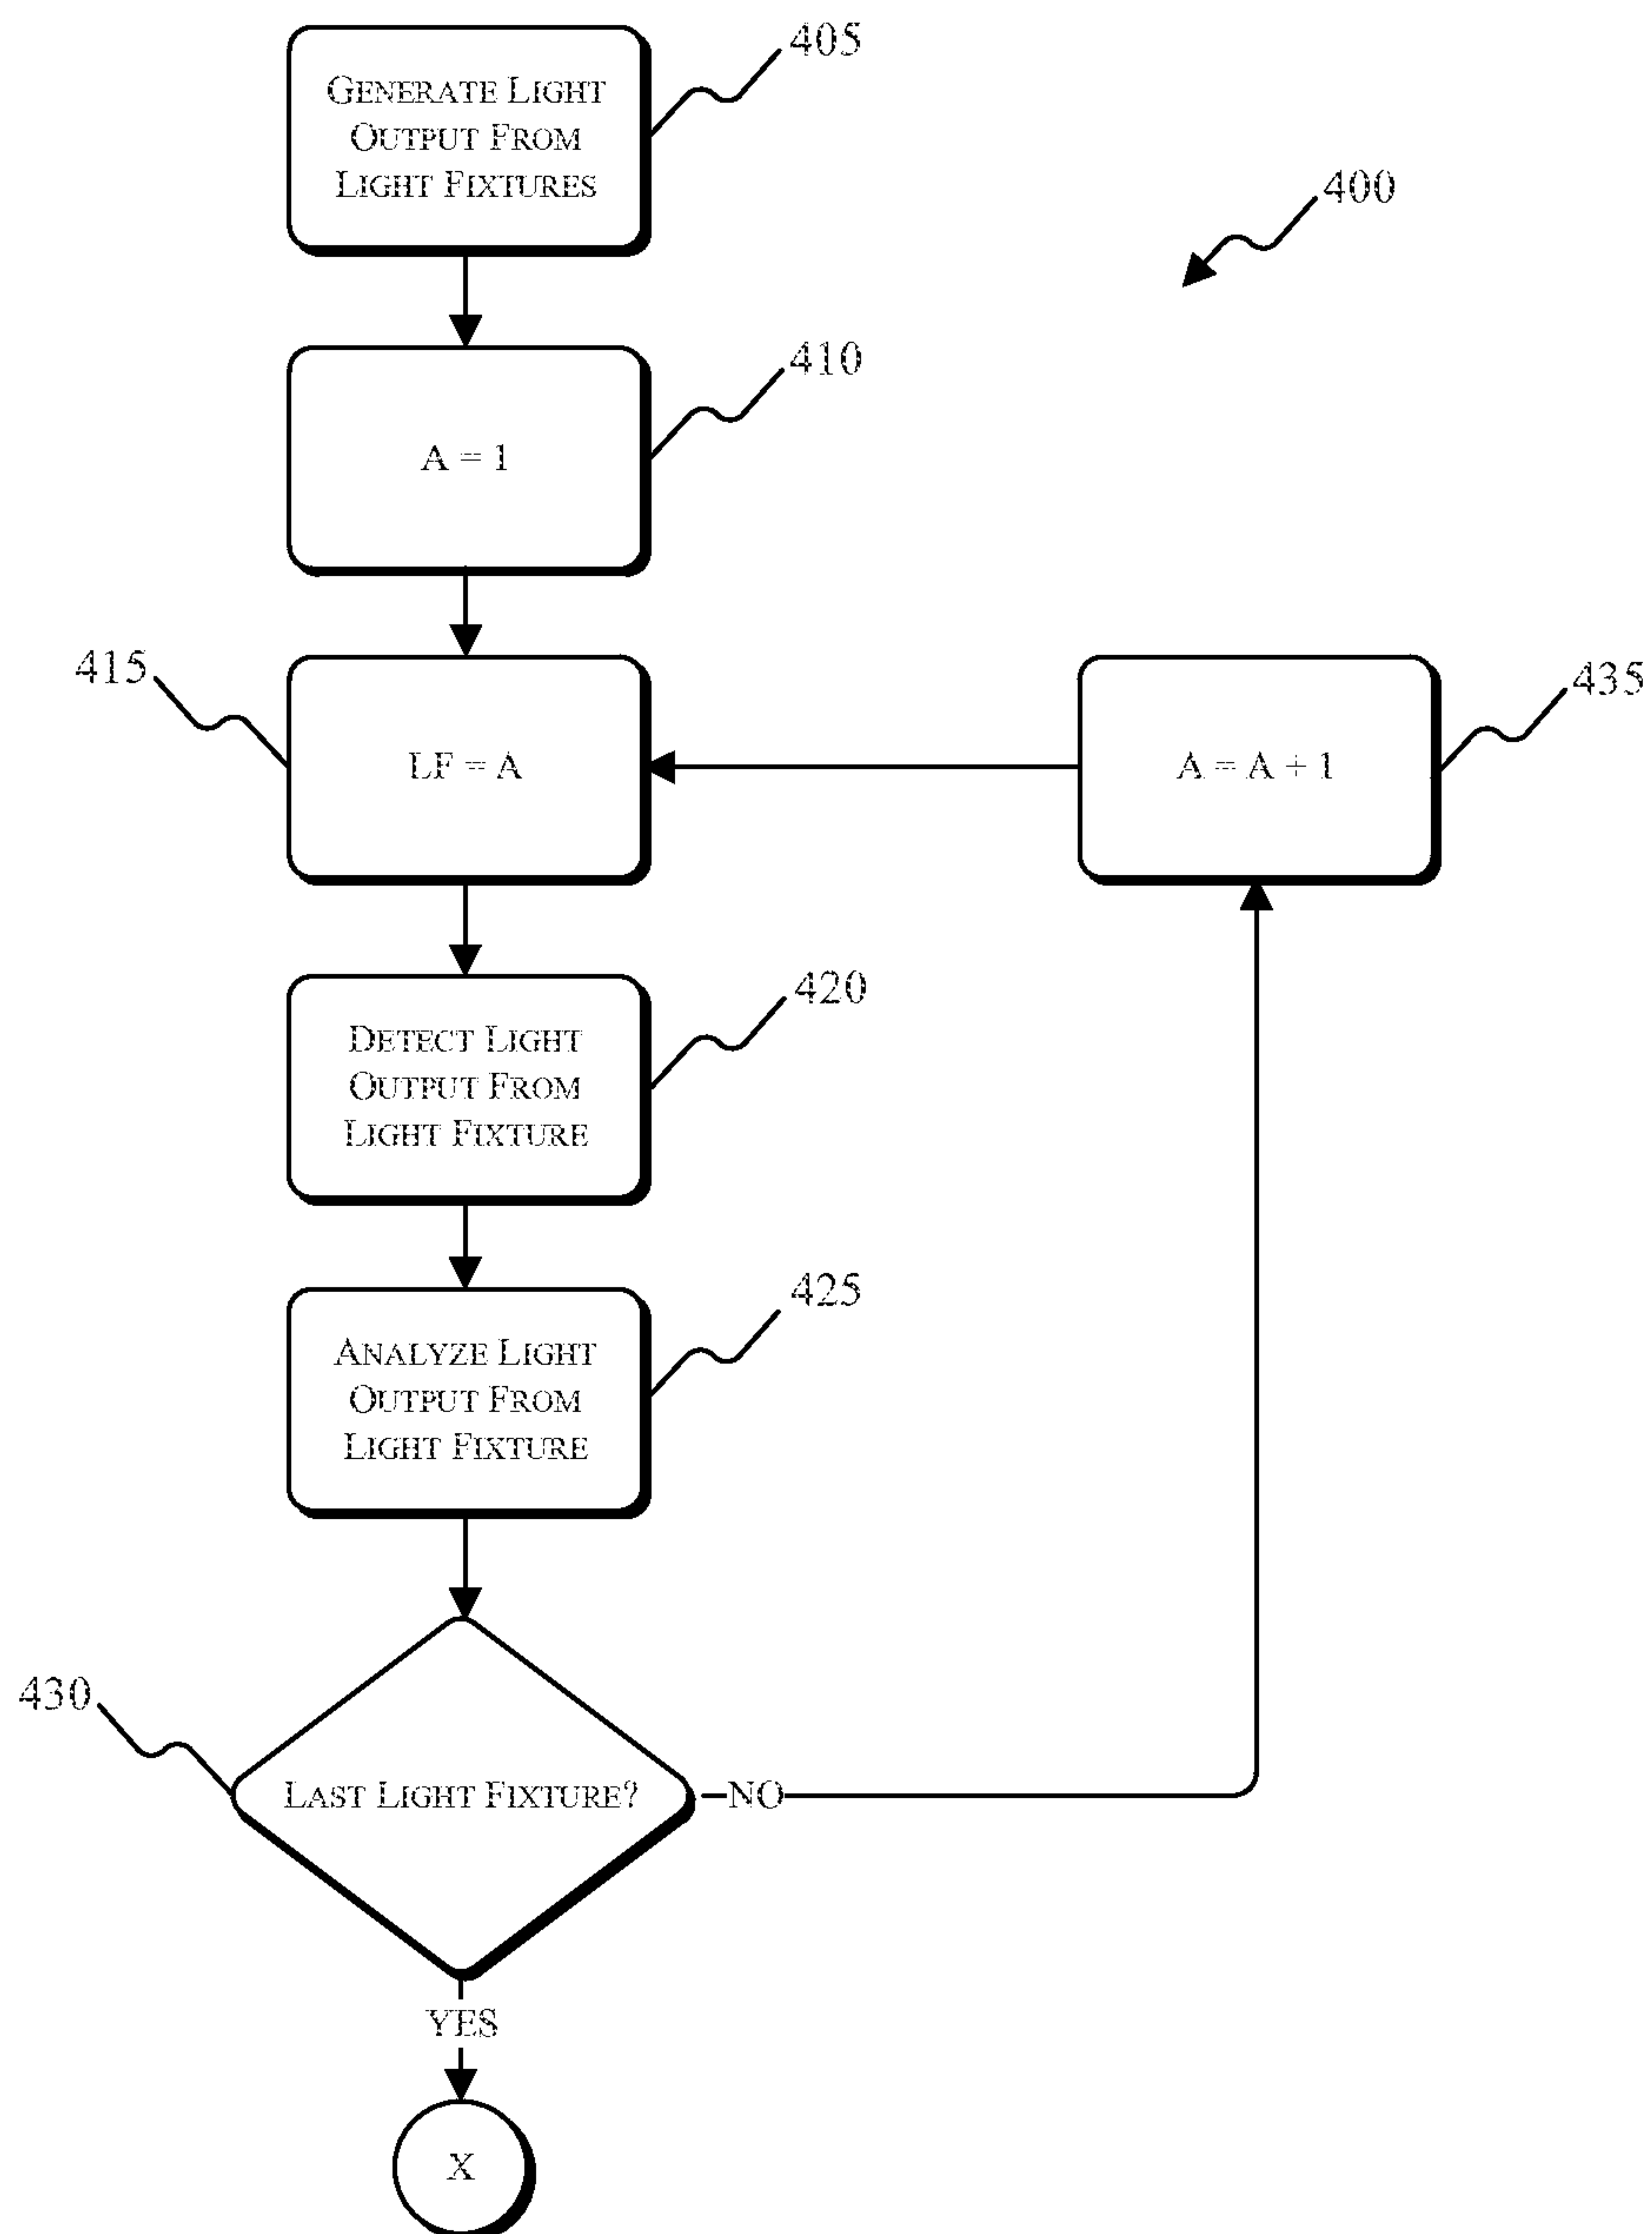 405
GENERATE LIGHT
OUTPUT FROM
LIGHT FIXTURES
400
410
A = 1
415
LF = A
435
A = A + 1
420
DETECT LIGHT
OUTPUT FROM
LIGHT FIXTURE
425
ANALYZE LIGHT
OUTPUT FROM
LIGHT FIXTURE
430
LAST LIGHT FIXTURE?
NO
YES
X